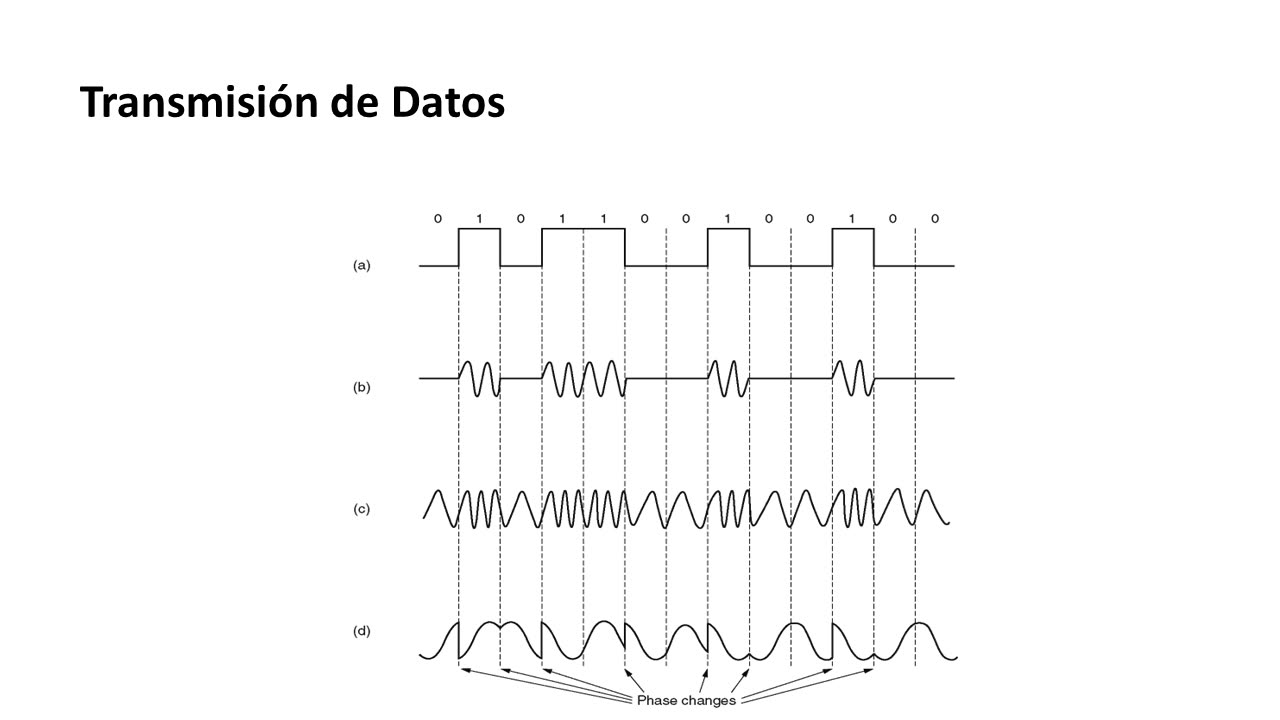 Transmisión de Datos
0 1 0 1 1 0 0 1 0 0 1 0 0
(a)
(b)
(c)
(d)
Phase changes